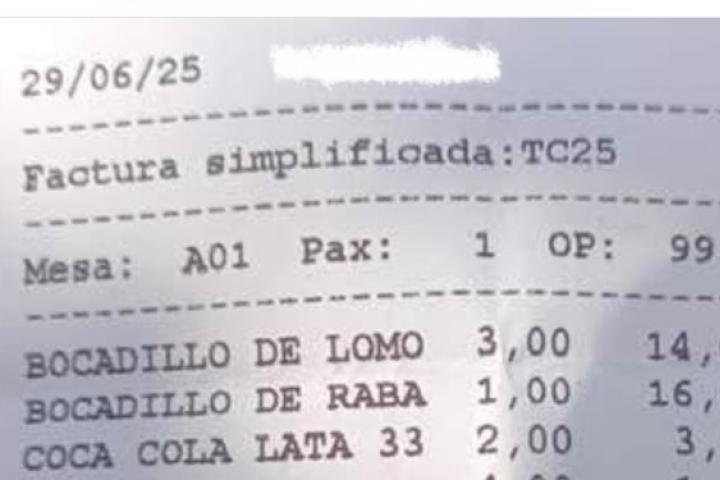 29/06/25
Factura simplificada:TC25
Mesa: A01 Pax: 1 OP: 99
BOCADILLO DE LOMO 3,00 14,
BOCADILLO DE RABA 1,00 16,
COCA COLA LATA 33 2,00 3,